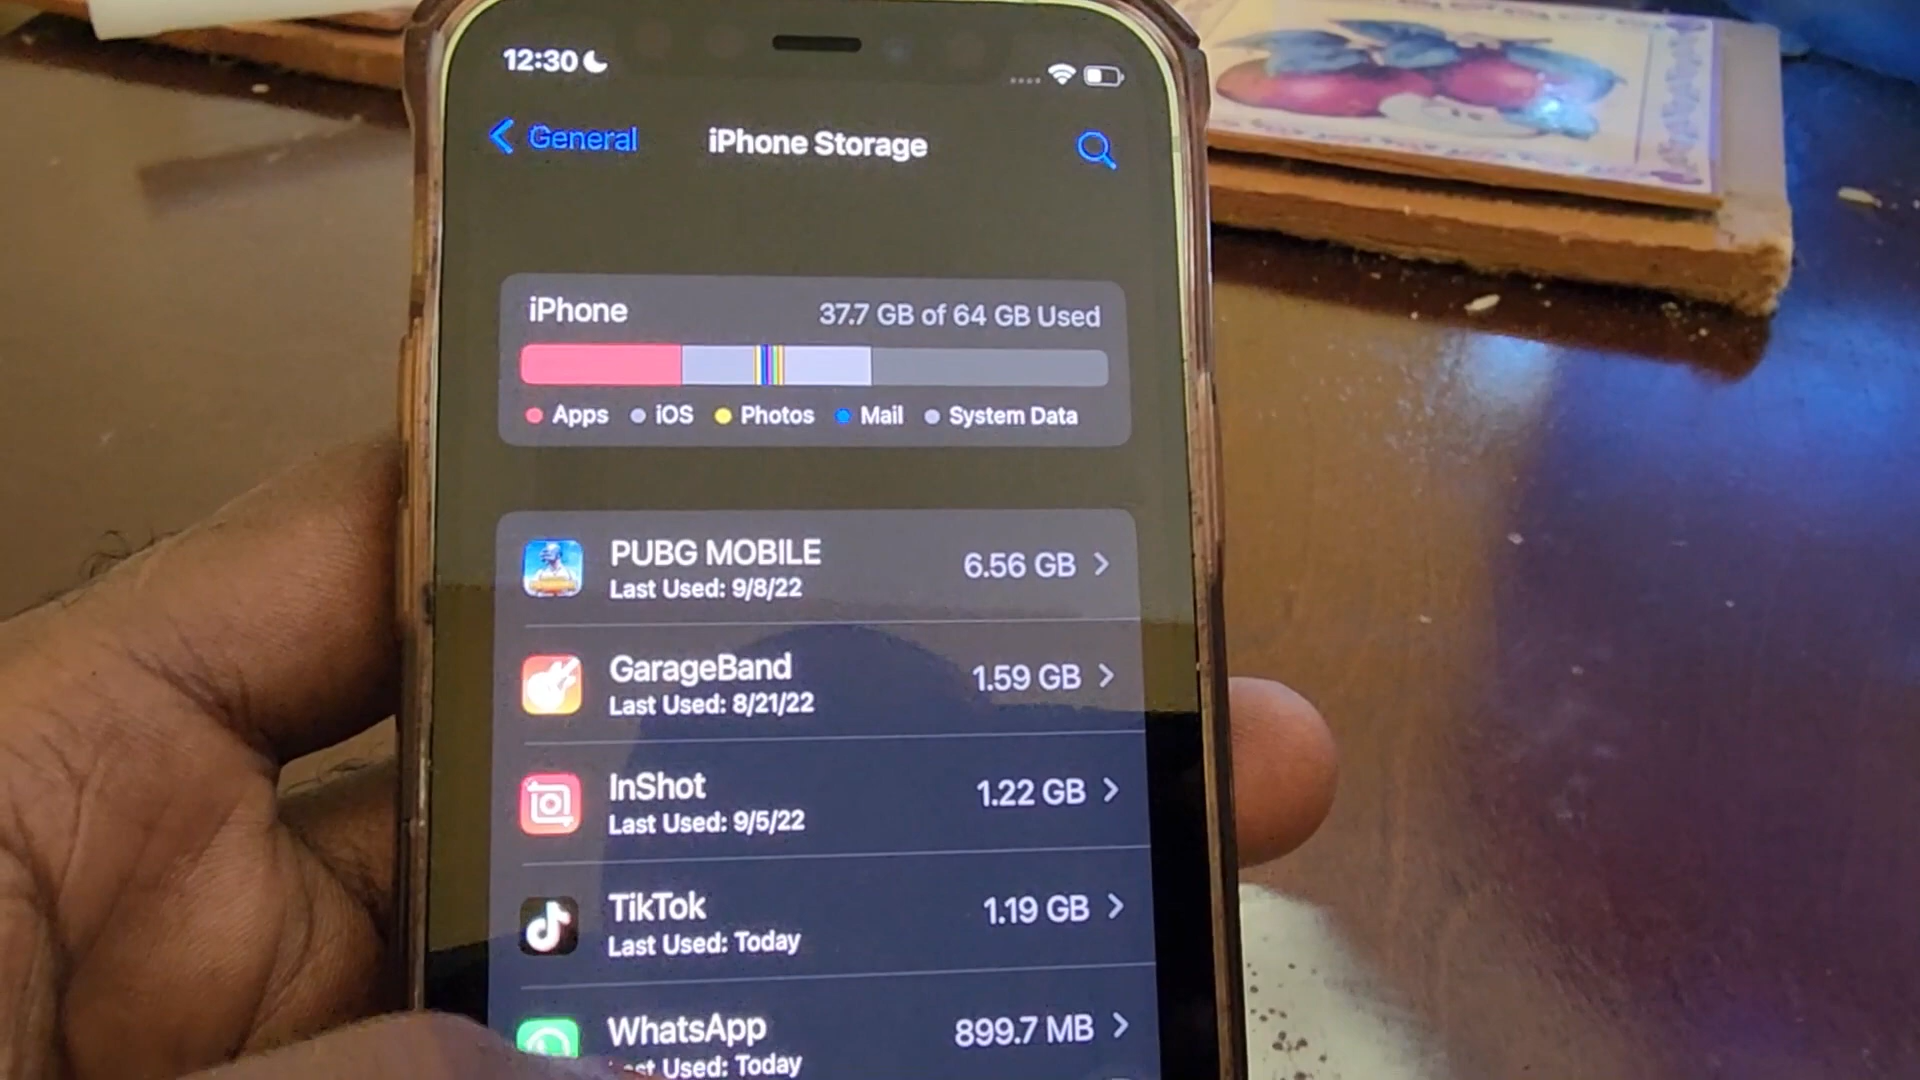 12:30
General
iPhone Storage
iPhone
37.7 GB of 64 GB Used
Apps
iOS
Photos
Mail
System Data
PUBG MOBILE
6.56 GB
Last Used: 9/8/22
GarageBand
1.59 GB
Last Used: 8/21/22
InShot
1.22 GB
Last Used: 9/5/22
TikTok
1.19 GB
Last Used: Today
WhatsApp
899.7 MB
Used: Today